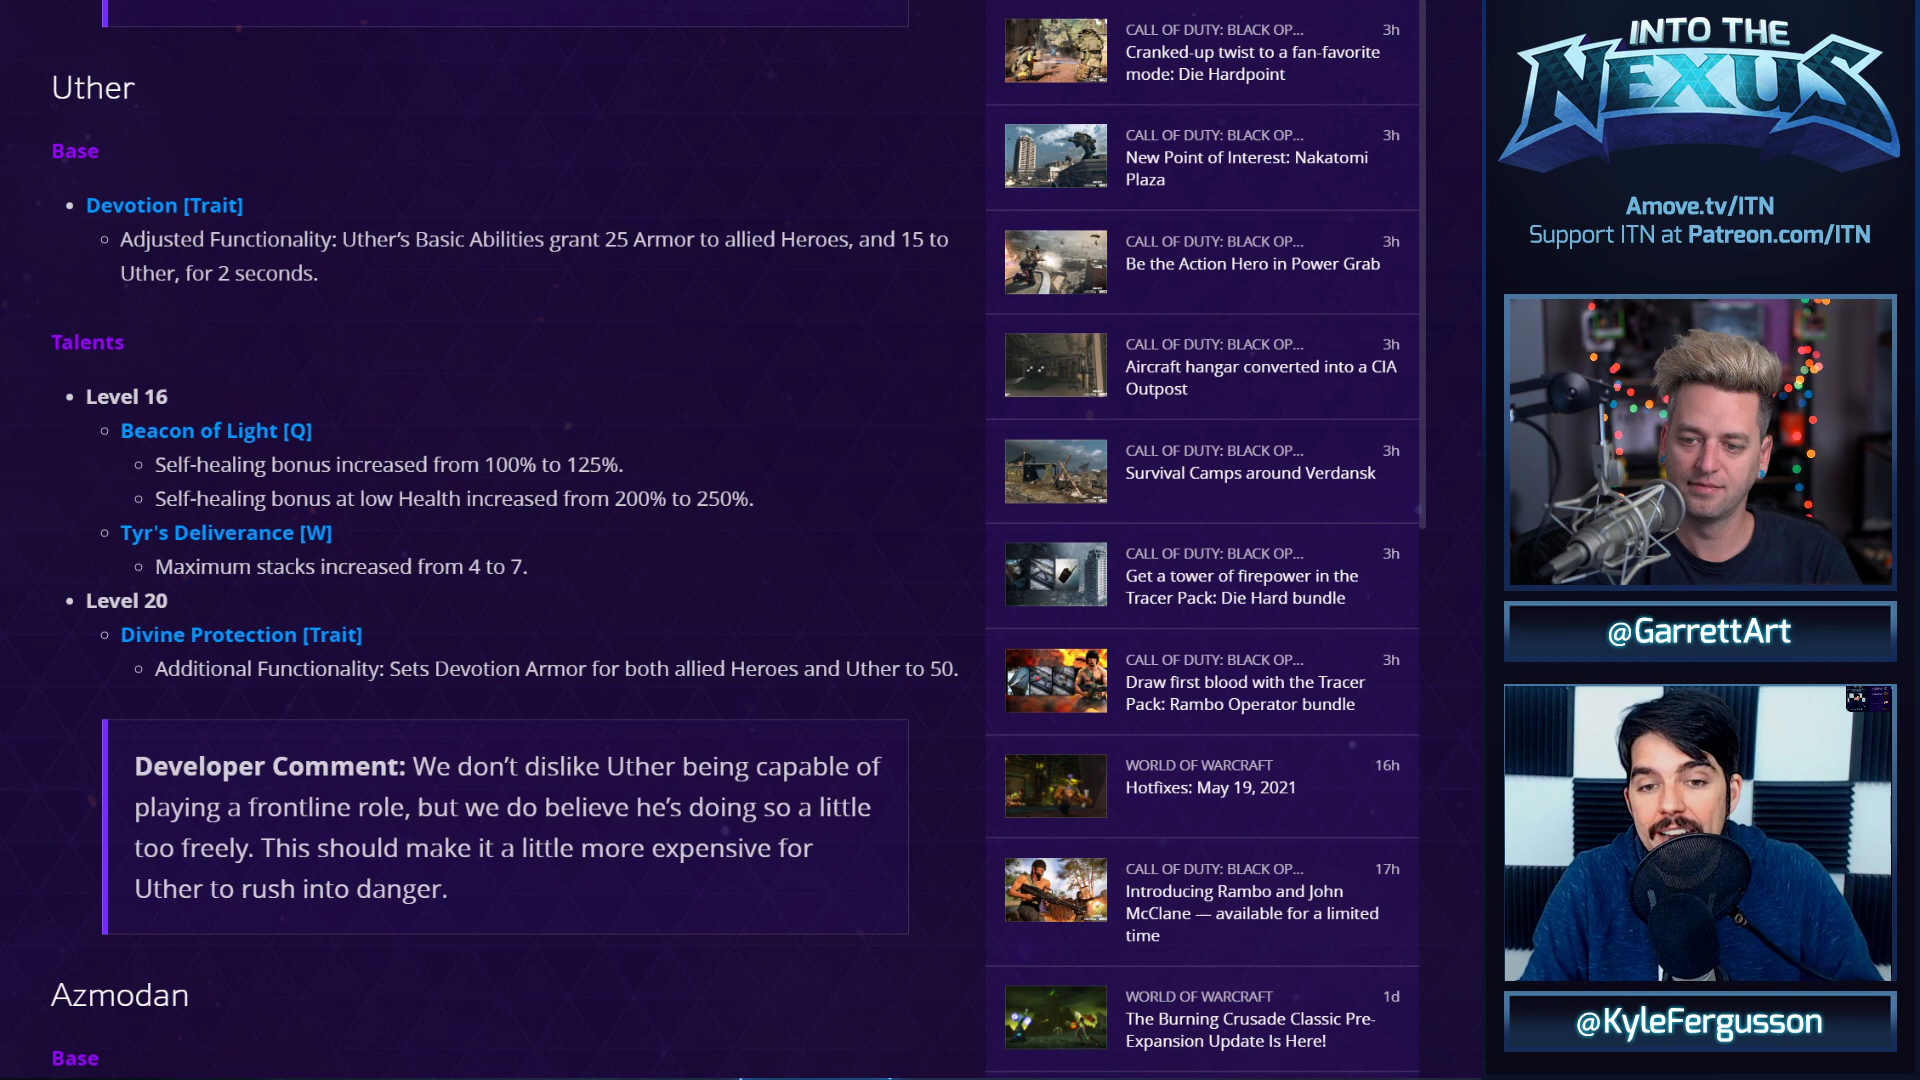 Uther
Base
Devotion [Trait]
Adjusted Functionality: Uther’s Basic Abilities grant 25 Armor to allied Heroes, and 15 to
Uther, for 2 seconds.
Talents
Level 16
Beacon of Light [Q]
Self-healing bonus increased from 100% to 125%.
Self-healing bonus at low Health increased from 200% to 250%.
Tyr's Deliverance [W]
Maximum stacks increased from 4 to 7.
Level 20
Divine Protection [Trait]
Additional Functionality: Sets Devotion Armor for both allied Heroes and Uther to 50.
Developer Comment: We don’t dislike Uther being capable of
playing a frontline role, but we do believe he’s doing so a little
too freely. This should make it a little more expensive for
Uther to rush into danger.
Azmodan
Base
CALL OF DUTY: BLACK OP... 3h
Cranked-up twist to a fan-favorite
mode: Die Hardpoint
CALL OF DUTY: BLACK OP... 3h
New Point of Interest: Nakatomi
Plaza
CALL OF DUTY: BLACK OP... 3h
Be the Action Hero in Power Grab
CALL OF DUTY: BLACK OP... 3h
Aircraft hangar converted into a CIA
Outpost
CALL OF DUTY: BLACK OP... 3h
Survival Camps around Verdansk
CALL OF DUTY: BLACK OP... 3h
Get a tower of firepower in the
Tracer Pack: Die Hard bundle
CALL OF DUTY: BLACK OP... 3h
Draw first blood with the Tracer
Pack: Rambo Operator bundle
WORLD OF WARCRAFT 16h
Hotfixes: May 19, 2021
CALL OF DUTY: BLACK OP... 17h
Introducing Rambo and John
McClane — available for a limited
time
WORLD OF WARCRAFT 1d
The Burning Crusade Classic Pre-
Expansion Update Is Here!
INTO THE
NEXUS
Amove.tv/ITN
Support ITN at Patreon.com/ITN
@GarrettArt
@KyleFergusson